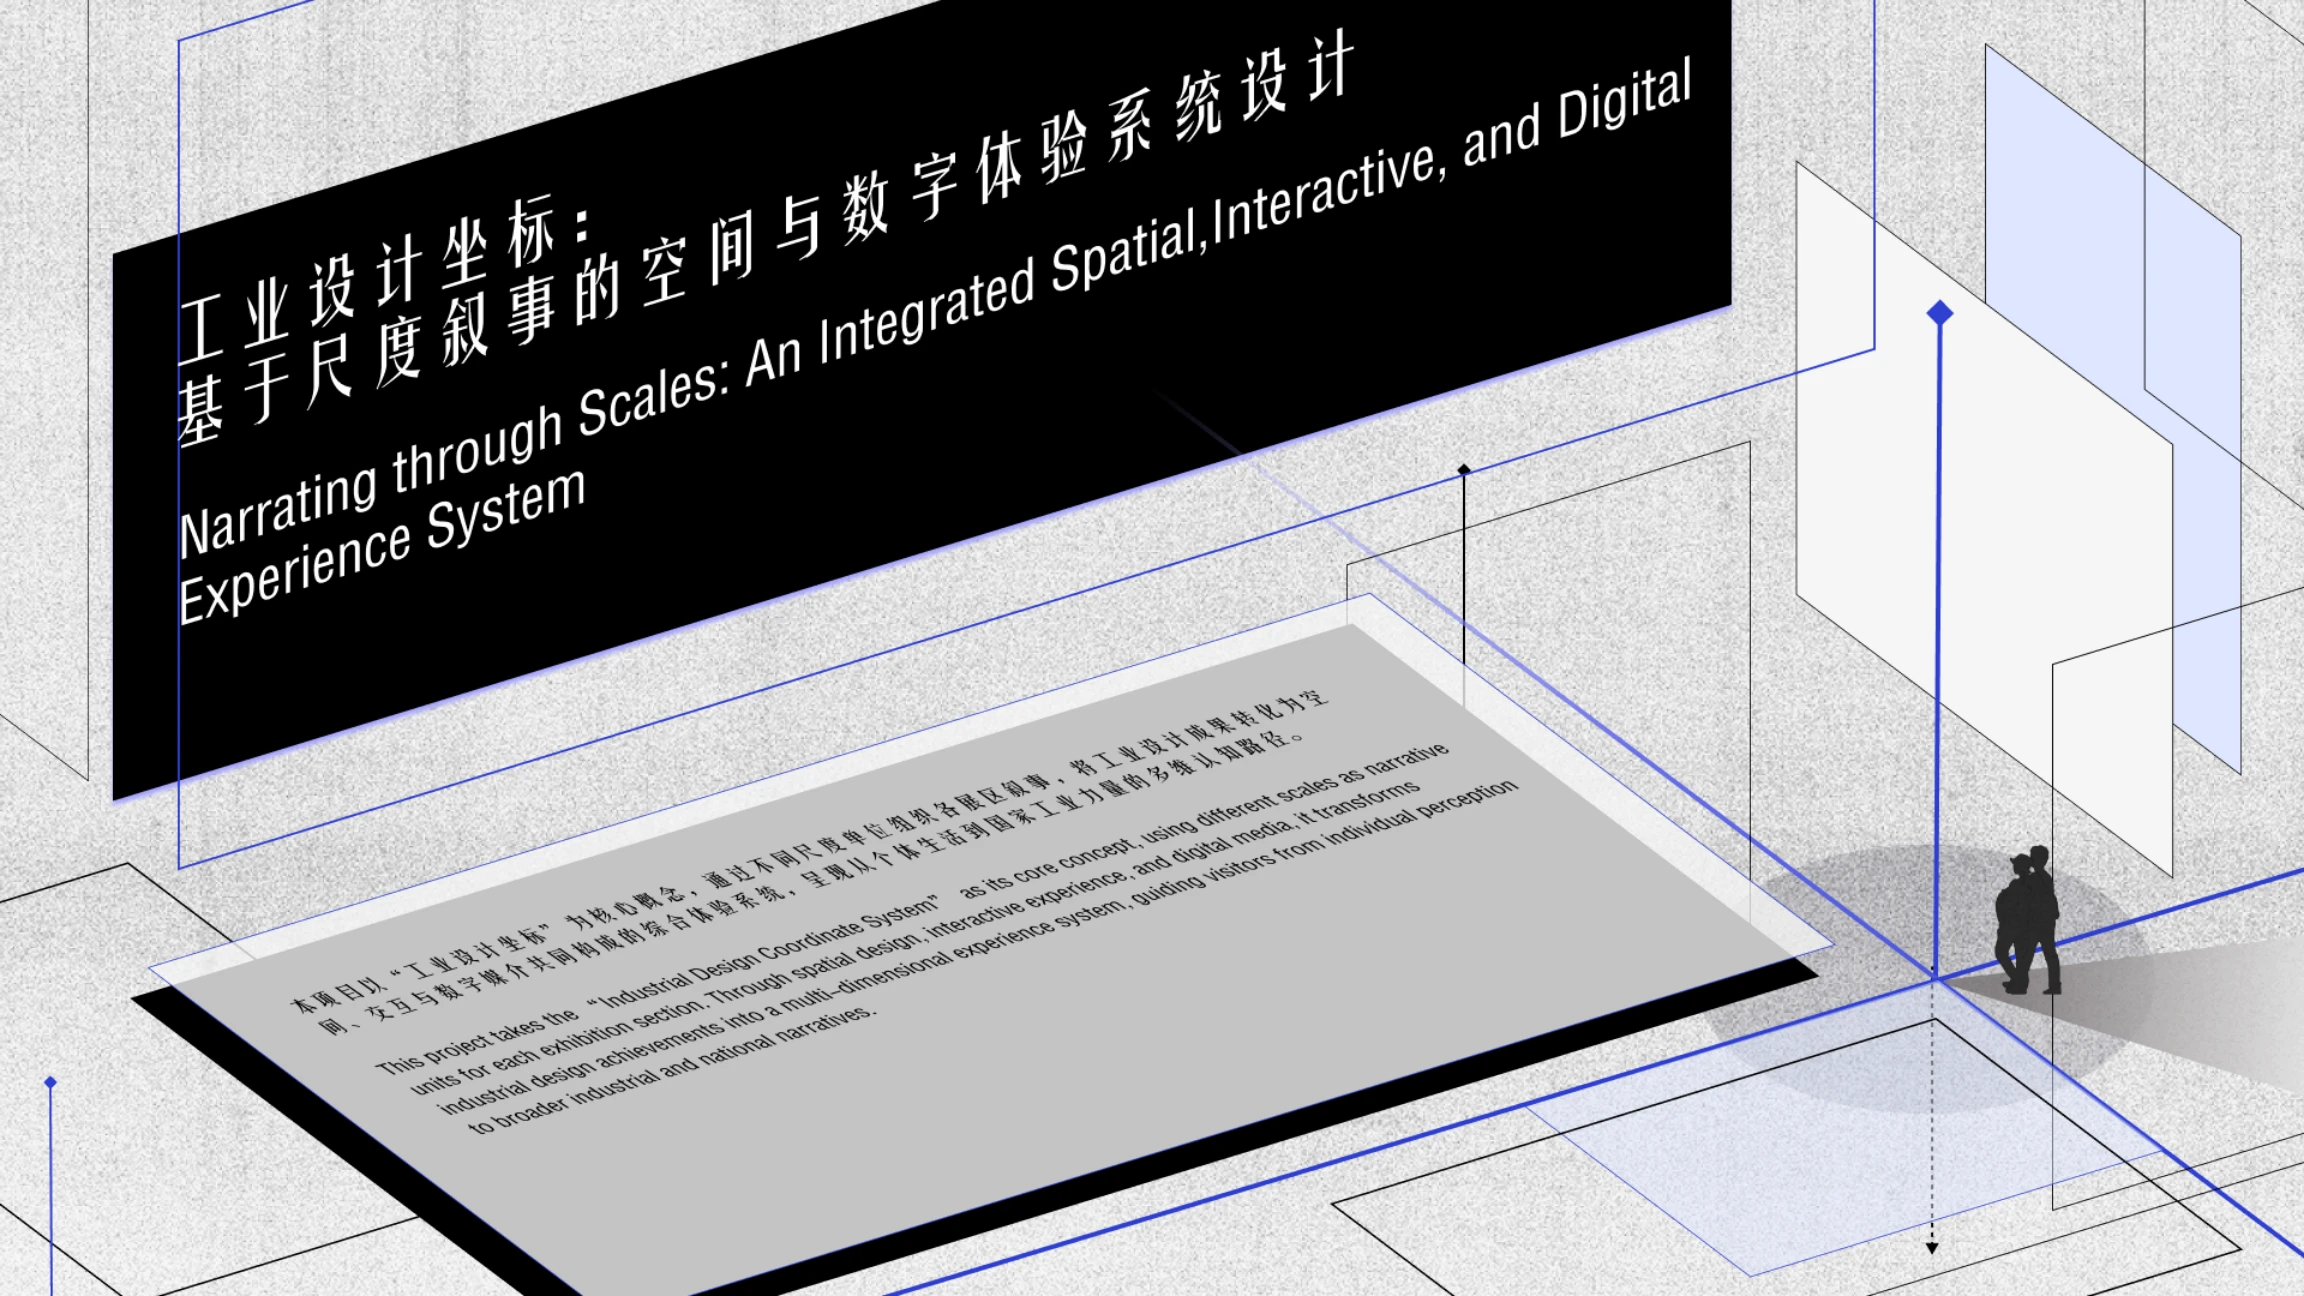 工业设计坐标：
基于尺度叙事的空间与数字体验系统设计
Narrating through Scales: An Integrated Spatial,Interactive, and Digital
Experience System
本项目以“工业设计坐标”为核心概念，通过不同尺度单位组织各展区叙事，将工业设计成果转化为空
间、交互与数字媒介共同构成的综合体验系统，呈现从个体生活到国家工业力量的多维认知路径。
This project takes the “Industrial Design Coordinate System” as its core concept, using different scales as narrative
units for each exhibition section. Through spatial design, interactive experience, and digital media, it transforms
industrial design achievements into a multi-dimensional experience system, guiding visitors from individual perception
to broader industrial and national narratives.